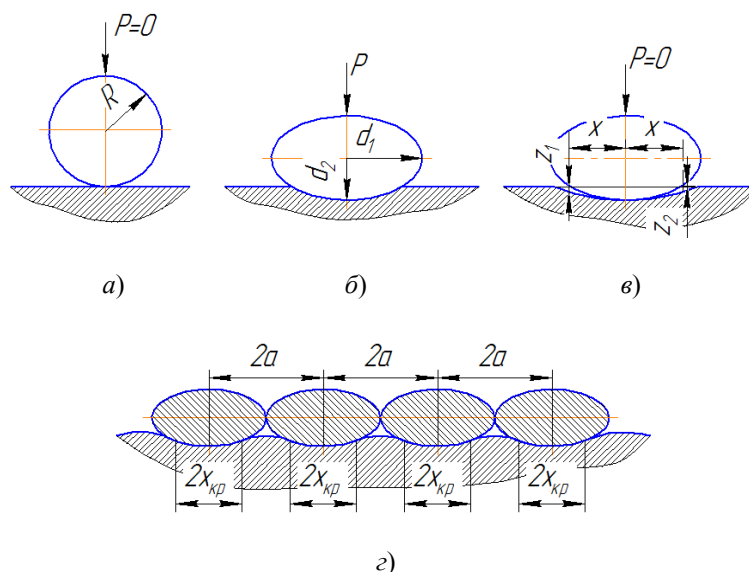 P=0 P P=0
R d₁ x x
d₂ z₁
z₂
а) б) в)
2a 2a 2a
2xкр 2xкр 2xкр 2xкр
г)